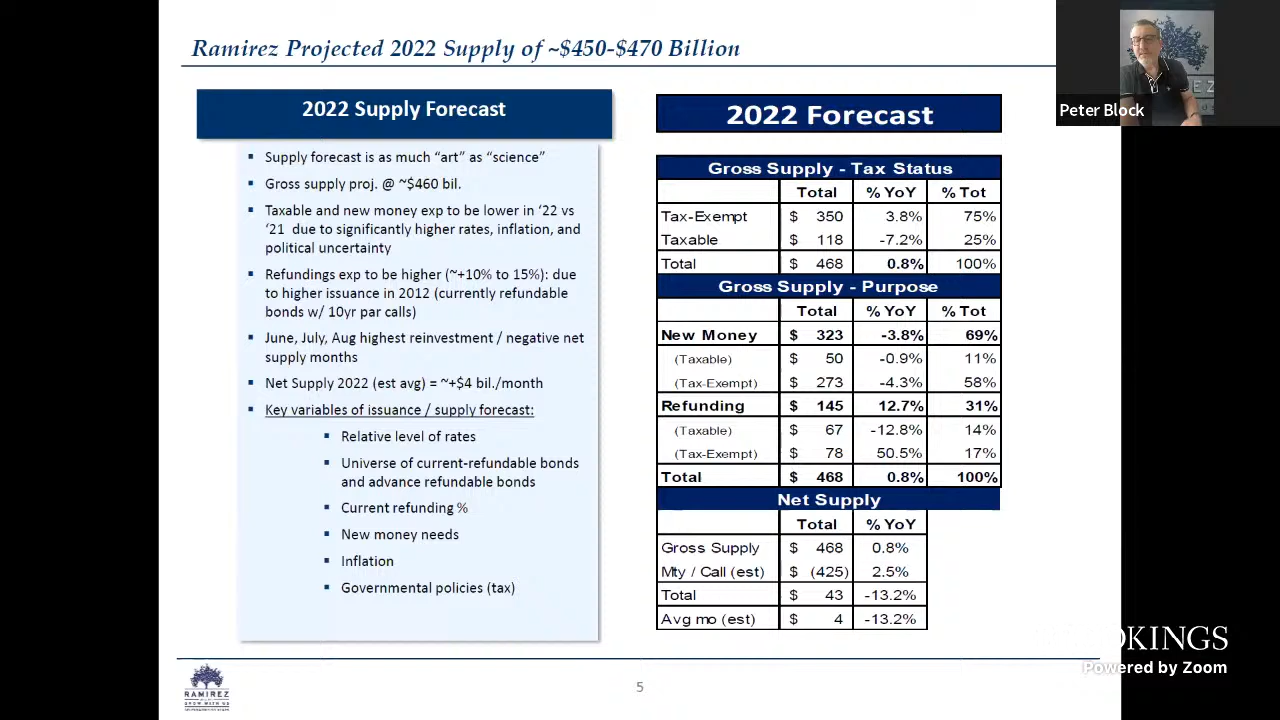 Ramirez Projected 2022 Supply of ~$450-$470 Billion
2022 Supply Forecast
▪ Supply forecast is as much “art” as “science”
▪ Gross supply proj. @ ~$460 bil.
▪ Taxable and new money exp to be lower in ‘22 vs
‘21 due to significantly higher rates, inflation, and
political uncertainty
▪ Refundings exp to be higher (~+10% to 15%): due
to higher issuance in 2012 (currently refundable
bonds w/ 10yr par calls)
▪ June, July, Aug highest reinvestment / negative net
supply months
▪ Net Supply 2022 (est avg) = ~+$4 bil./month
▪ Key variables of issuance / supply forecast:
▪ Relative level of rates
▪ Universe of current-refundable bonds
and advance refundable bonds
▪ Current refunding %
▪ New money needs
▪ Inflation
▪ Governmental policies (tax)
2022 Forecast
Gross Supply - Tax Status
Total % YoY % Tot
Tax-Exempt $ 350 3.8% 75%
Taxable $ 118 -7.2% 25%
Total $ 468 0.8% 100%
Gross Supply - Purpose
Total % YoY % Tot
New Money $ 323 -3.8% 69%
(Taxable) $ 50 -0.9% 11%
(Tax-Exempt) $ 273 -4.3% 58%
Refunding $ 145 12.7% 31%
(Taxable) $ 67 -12.8% 14%
(Tax-Exempt) $ 78 50.5% 17%
Total $ 468 0.8% 100%
Net Supply
Total % YoY
Gross Supply $ 468 0.8%
Mty / Call (est) $ (425) 2.5%
Total $ 43 -13.2%
Avg mo (est) $ 4 -13.2%
Peter Block
OKINGS
Powered by Zoom
RAMIREZ
5